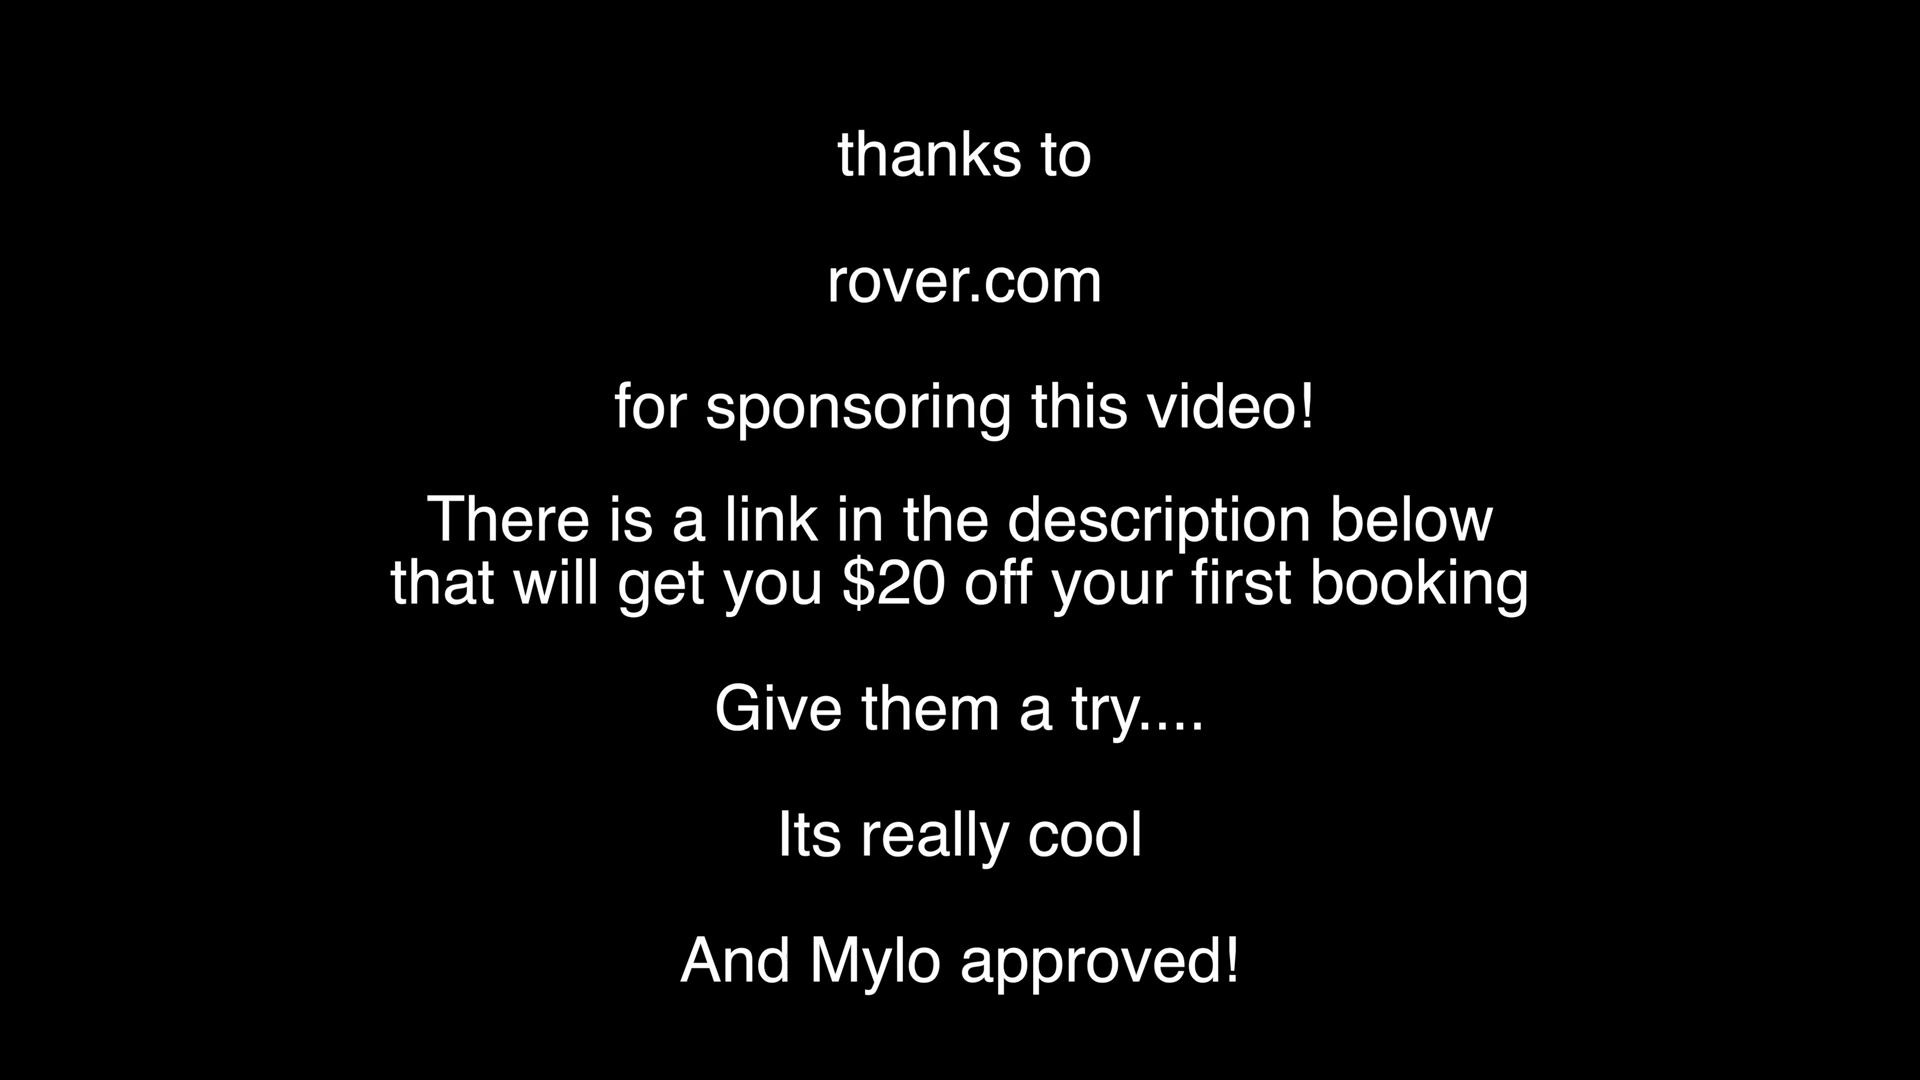 thanks to
rover.com
for sponsoring this video!
There is a link in the description below
that will get you $20 off your first booking
Give them a try....
Its really cool
And Mylo approved!